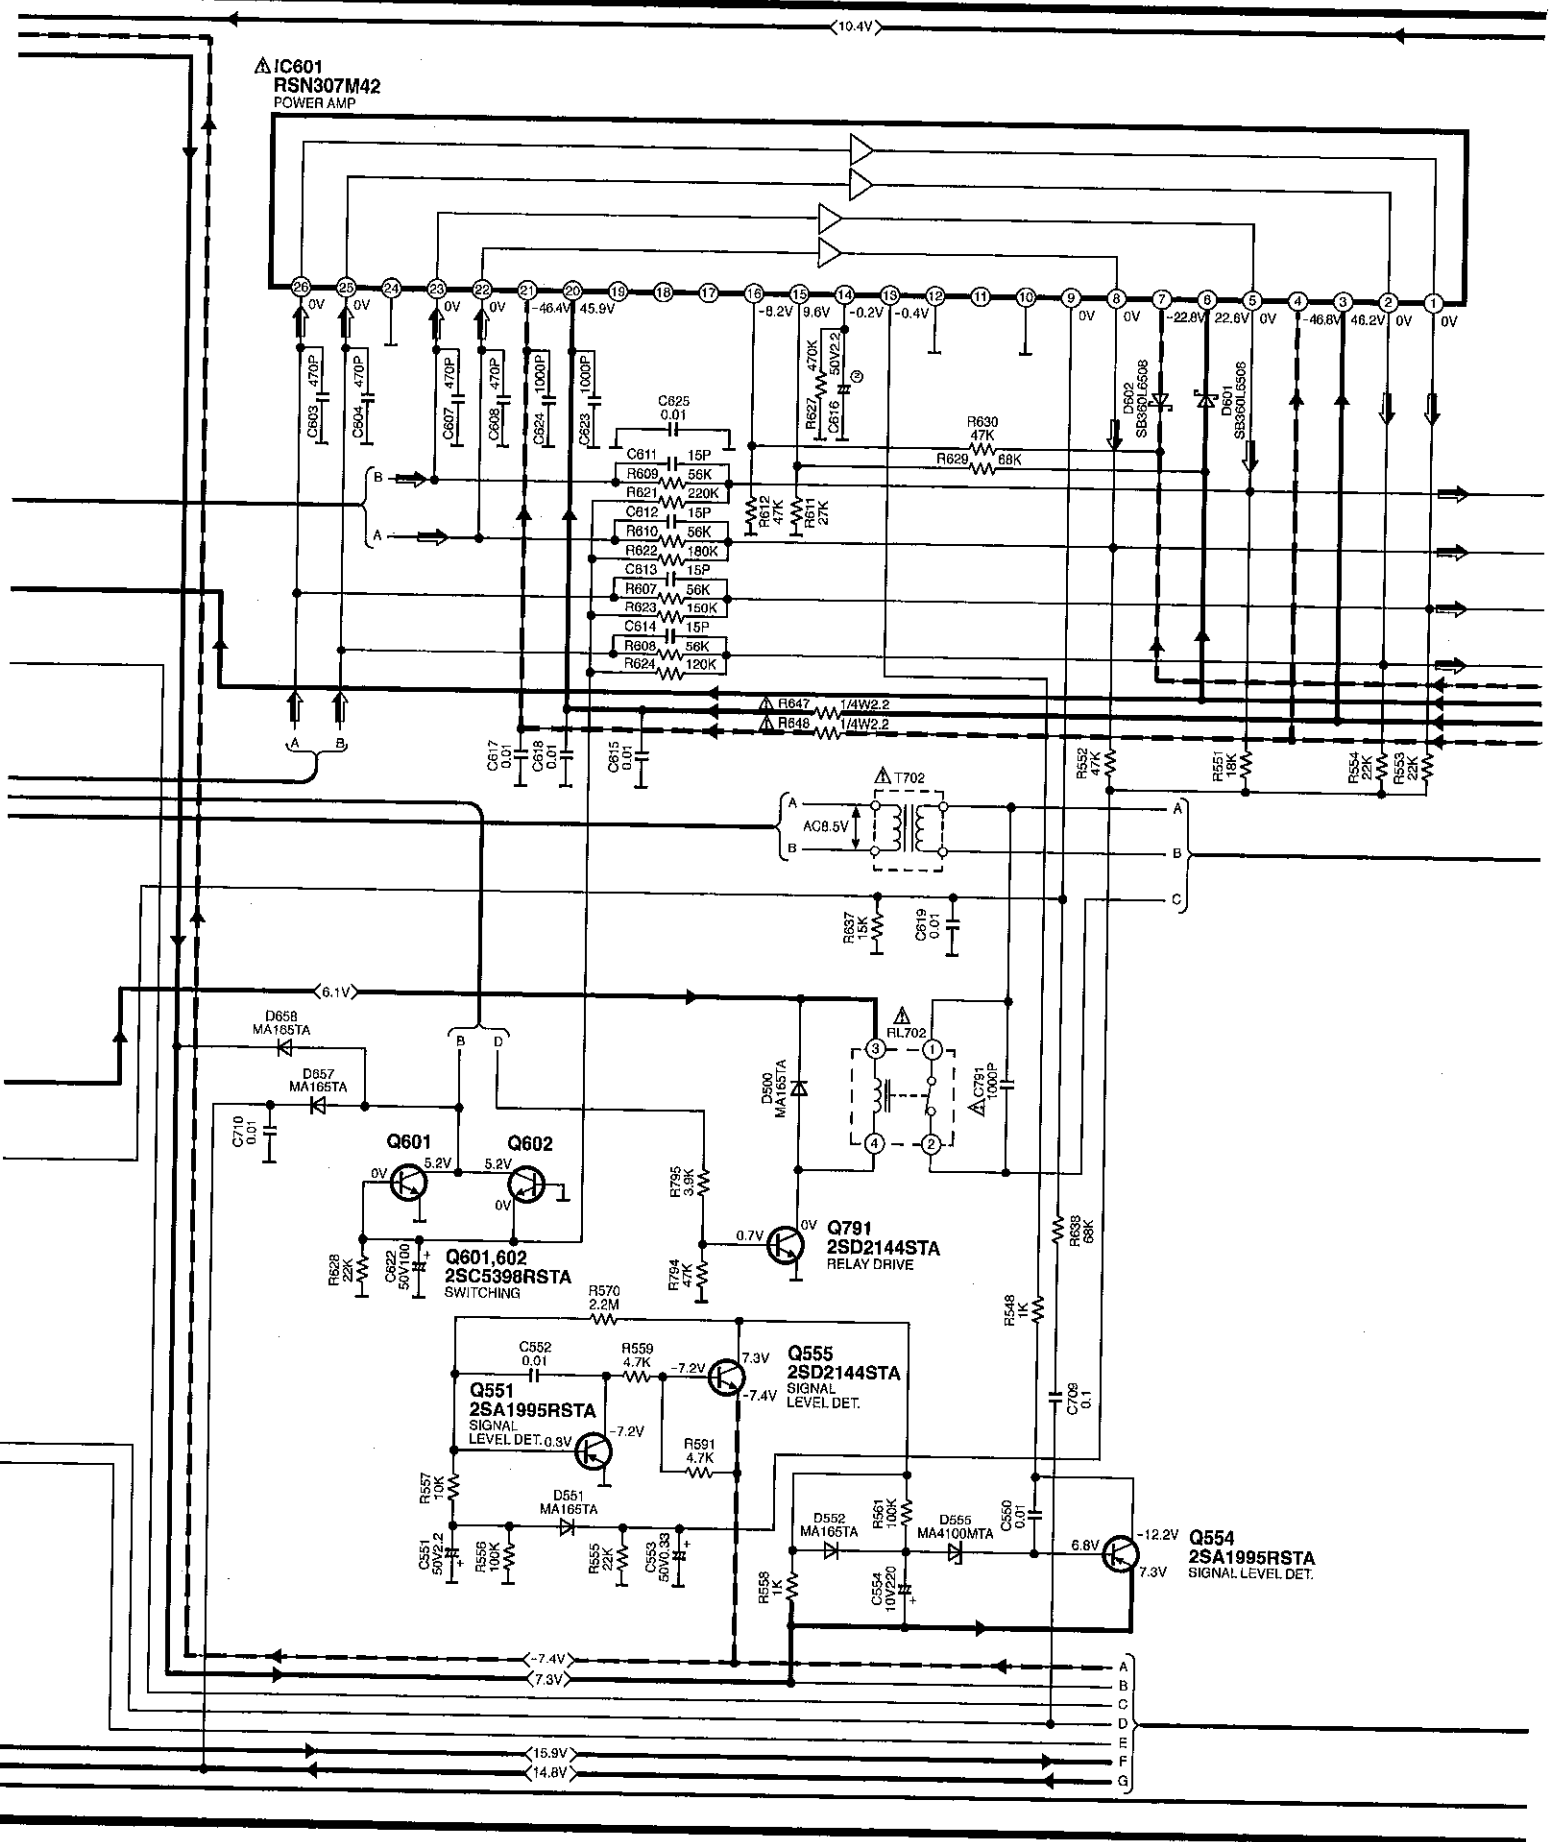 10.4V
IC601
RSN307M42
POWER AMP
26 25 24 23 22 21 20 19 18 17 16 15 14 13 12 11 10 9 8 7 6 5 4 3 2 1
0V 0V 0V 0V -46.4V 45.9V -8.2V 9.6V -0.2V -0.4V 0V 0V -22.8V 22.6V 0V -46.8V 46.2V 0V 0V
C603 470P
C604 470P
C607 470P
C608 470P
C624 1000P
C623 1000P
C625
0.01
R627 470K
C616 50V2.2
2
D602
SB360L6508
D601
SB360L6508
R630
47K
R629 68K
C611 15P
R609 56K
R621 220K
C612 15P
R610 56K
R622 180K
C613 15P
R607 56K
R623 150K
C614 15P
R608 56K
R624 120K
R612
47K
R611
27K
B
A
R647 1/4W2.2
R648 1/4W2.2
A B
C617
0.01
C618
0.01
C615
0.01
R552
47K
R551
18K
R554
22K
R553
22K
T702
A
AC8.5V
B
A
B
C
R637
15K
C619
0.01
6.1V
D658
MA165TA
D657
MA165TA
B D
RL702
3 1
4 2
D500
MA165TA
C791
1000P
C710
0.01
Q601 Q602
0V 5.2V 5.2V
0V
R795
3.9K
R794
47K
0.7V 0V
Q791
2SD2144STA
RELAY DRIVE
R638
68K
R628
22K
C622
50V100
+
Q601,602
2SC5398RSTA
SWITCHING
R570
2.2M
R548
1K
C552
0.01
R559
4.7K
-7.2V 7.3V
-7.4V
Q555
2SD2144STA
SIGNAL
LEVEL DET.
Q551
2SA1995RSTA
SIGNAL
LEVEL DET.
0.3V -7.2V
C709
0.1
R591
4.7K
R557
10K
D551
MA165TA
C551
50V2.2
+
R556
100K
R555
22K
C553
50V0.33
+
D552
MA165TA
R561
100K
D555
MA4100MTA
C550
0.01
6.8V -12.2V
7.3V
Q554
2SA1995RSTA
SIGNAL LEVEL DET.
R558
1K
C554
10V220
+
-7.4V
7.3V
15.9V
14.8V
A
B
C
D
E
F
G